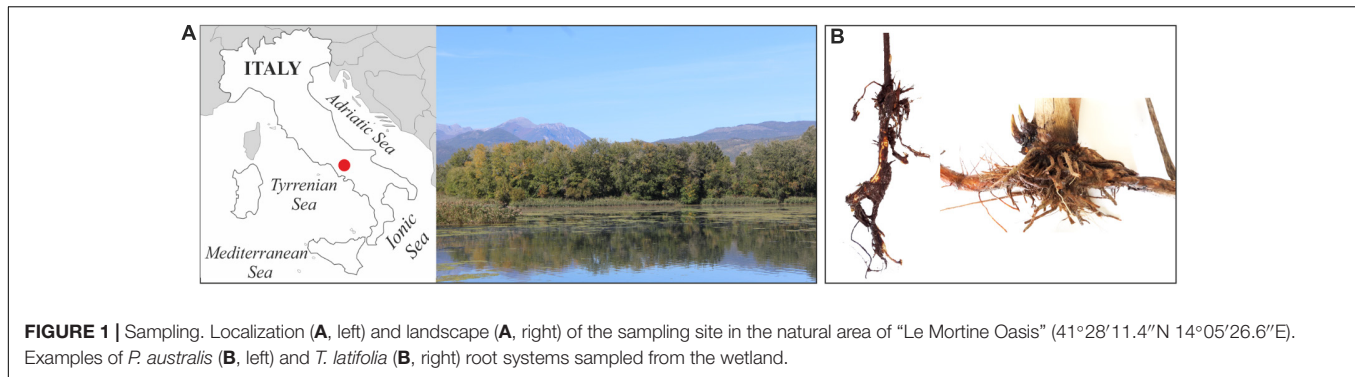 A
ITALY
Adriatic Sea
Tyrrenian
Sea
Ionic
Sea
Mediterranean
Sea
B
FIGURE 1 | Sampling. Localization (A, left) and landscape (A, right) of the sampling site in the natural area of “Le Mortine Oasis” (41°28′11.4″N 14°05′26.6″E).
Examples of P. australis (B, left) and T. latifolia (B, right) root systems sampled from the wetland.